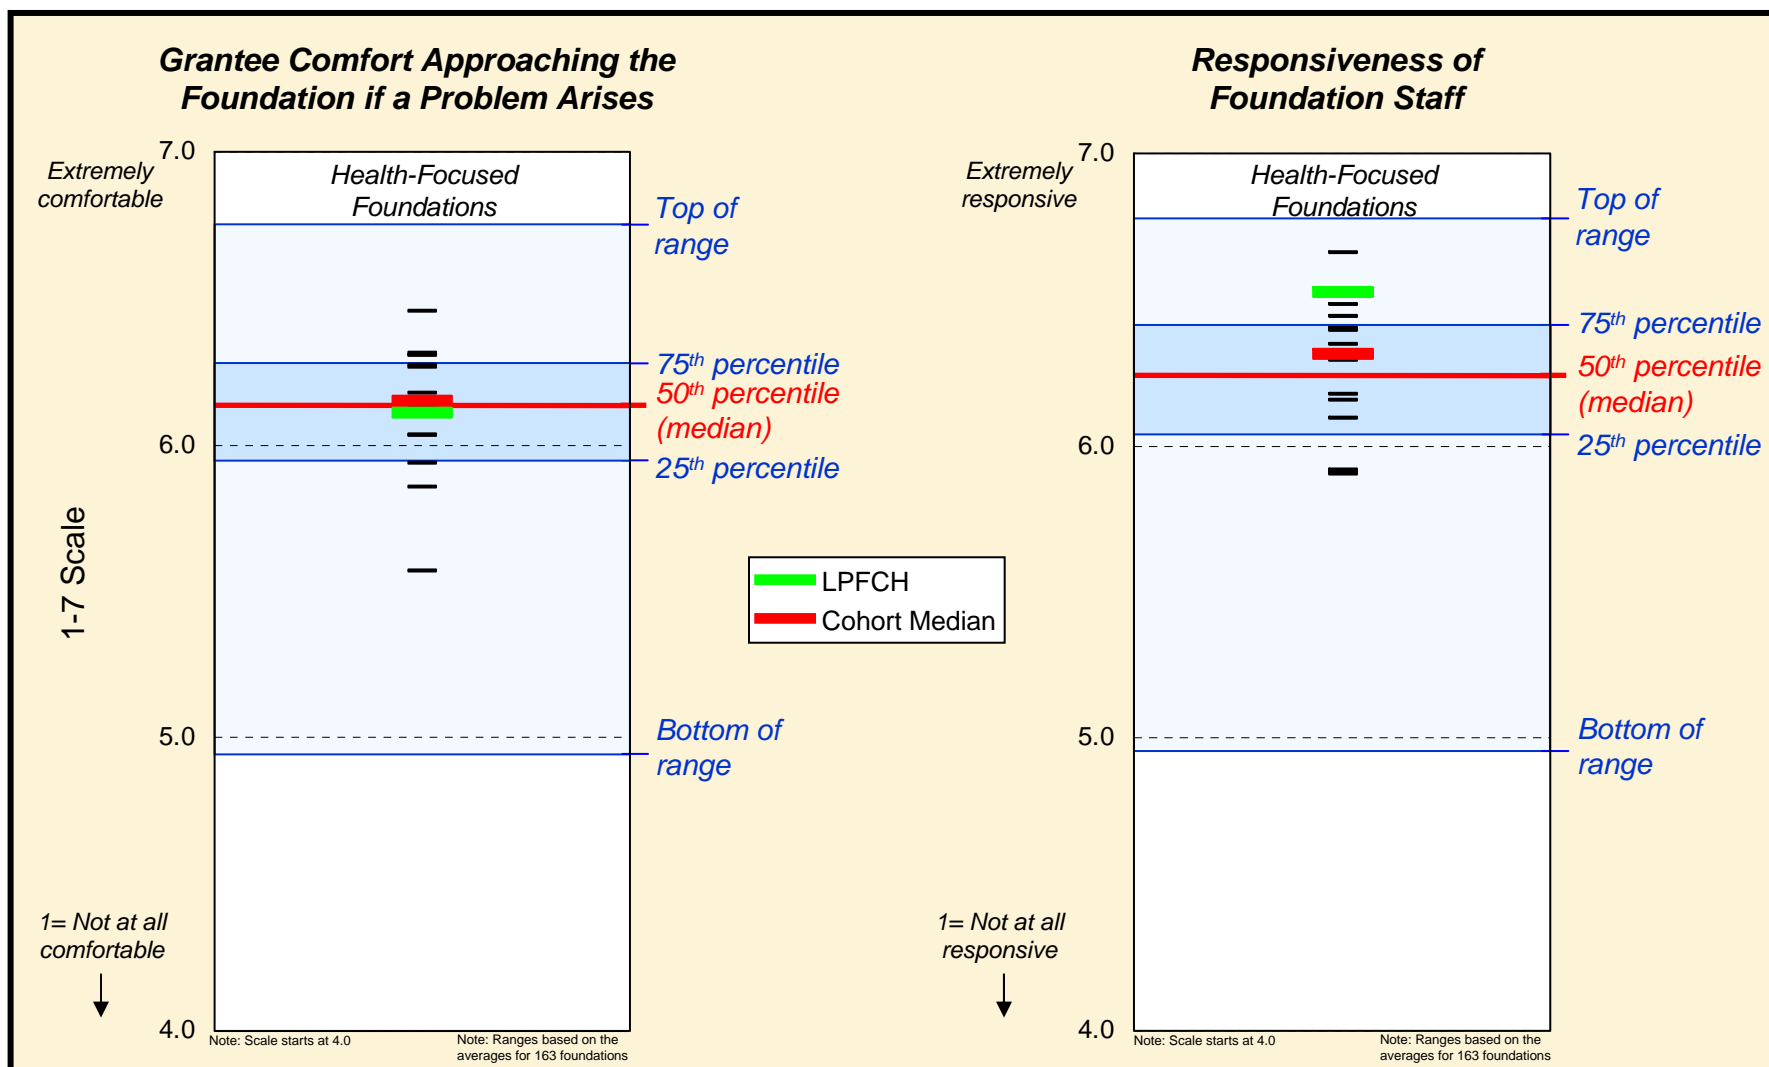 Grantee Comfort Approaching the
Foundation if a Problem Arises
7.0
Extremely
comfortable
Health-Focused
Foundations
Top of
range
75th percentile
50th percentile
(median)
6.0
25th percentile
1-7 Scale
5.0
Bottom of
range
1= Not at all
comfortable
4.0
Note: Scale starts at 4.0
Note: Ranges based on the
averages for 163 foundations
LPFCH
Cohort Median
Responsiveness of
Foundation Staff
7.0
Extremely
responsive
Health-Focused
Foundations
Top of
range
75th percentile
50th percentile
(median)
6.0
25th percentile
5.0
Bottom of
range
1= Not at all
responsive
4.0
Note: Scale starts at 4.0
Note: Ranges based on the
averages for 163 foundations